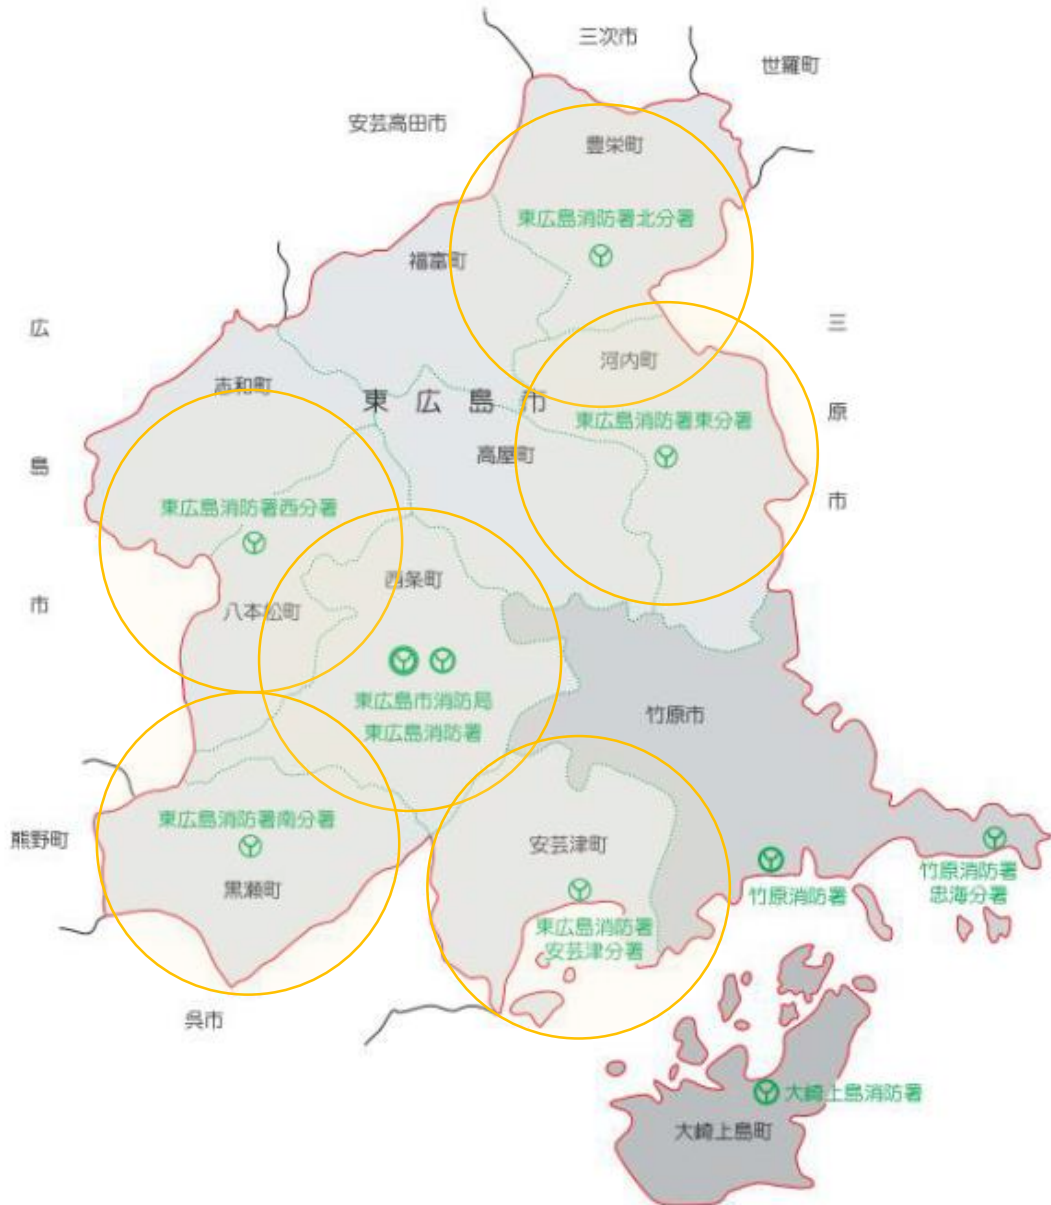 三次市
世羅町
安芸高田市
豊栄町
東広島消防署北分署
福富町
広島市
三原市
河内町
志和町
東広島市
東広島消防署東分署
高屋町
東広島消防署西分署
西条町
八本松町
東広島市消防局
東広島消防署
竹原市
東広島消防署南分署
熊野町
安芸津町
黒瀬町
竹原消防署
竹原消防署
忠海分署
東広島消防署
安芸津分署
呉市
大崎上島消防署
大崎上島町